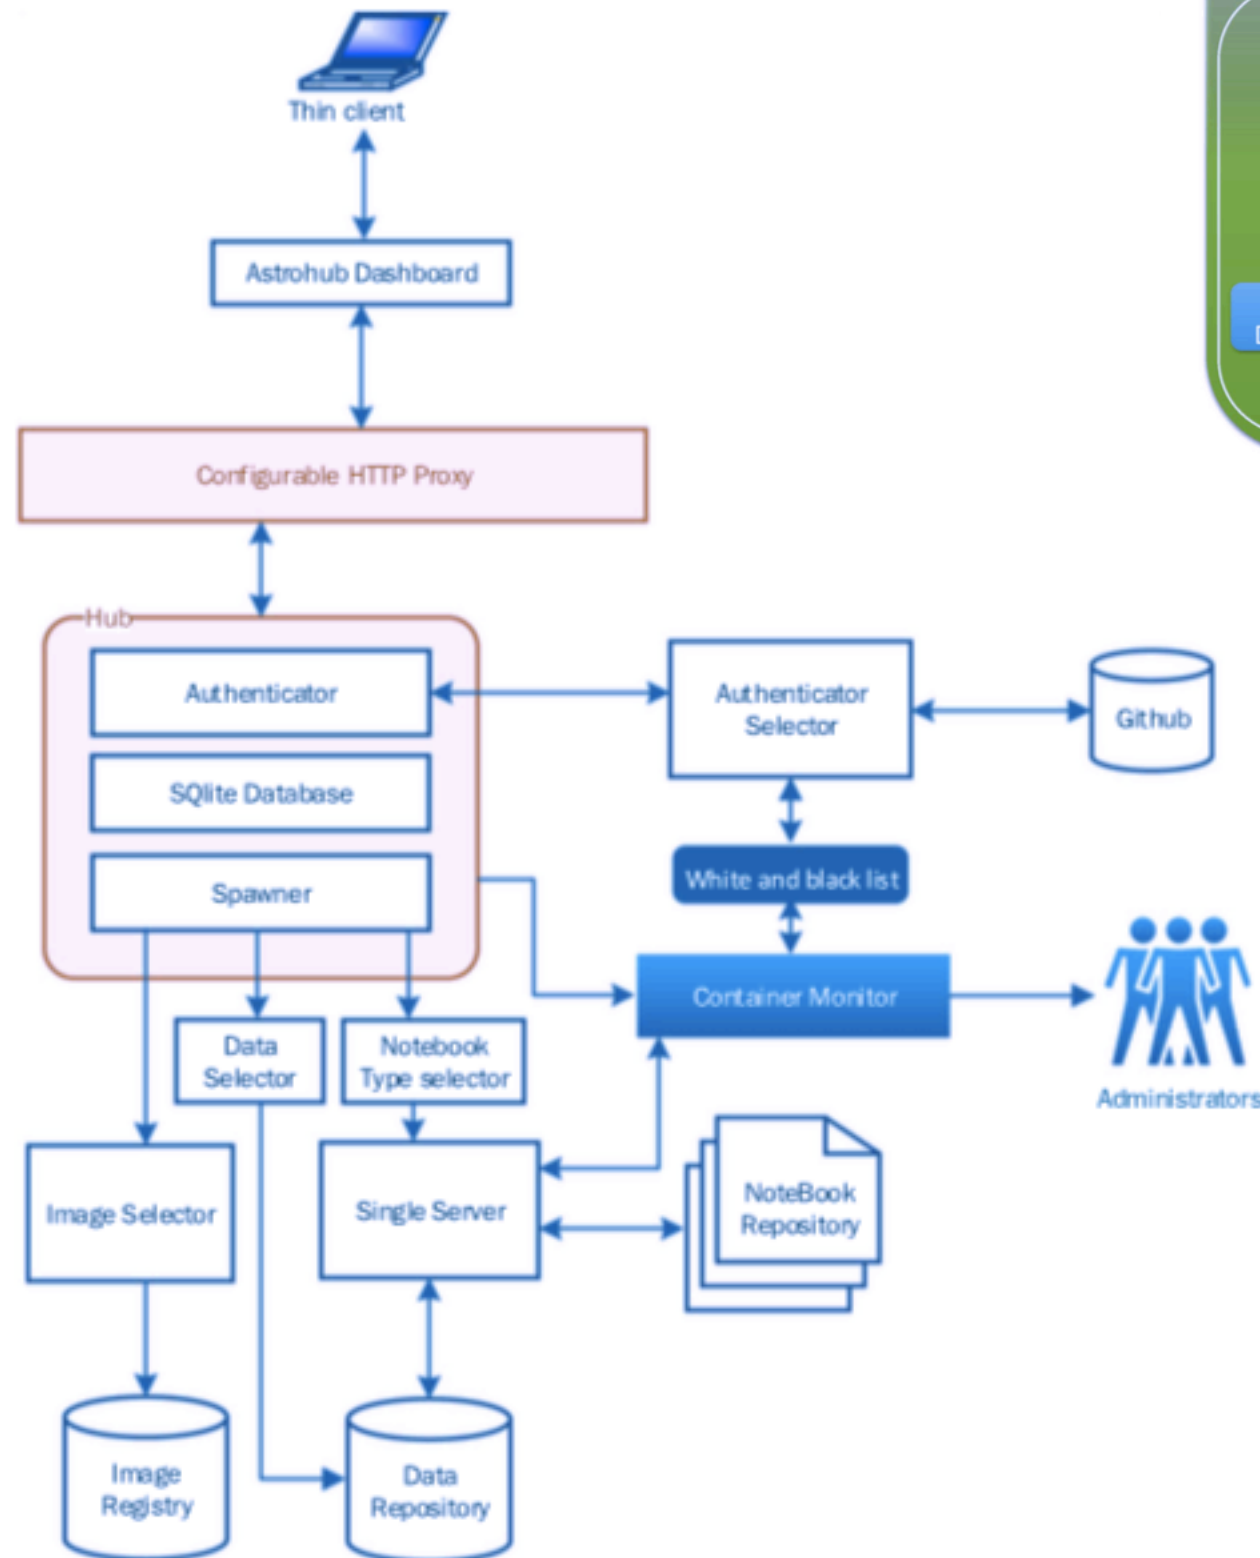 Thin client
Astrohub Dashboard
Configurable HTTP Proxy
Hub
Authenticator
SQlite Database
Spawner
Authenticator
Selector
Github
White and black list
Container Monitor
Administrators
Data
Selector
Notebook
Type selector
Image Selector
Single Server
NoteBook
Repository
Image
Registry
Data
Repository